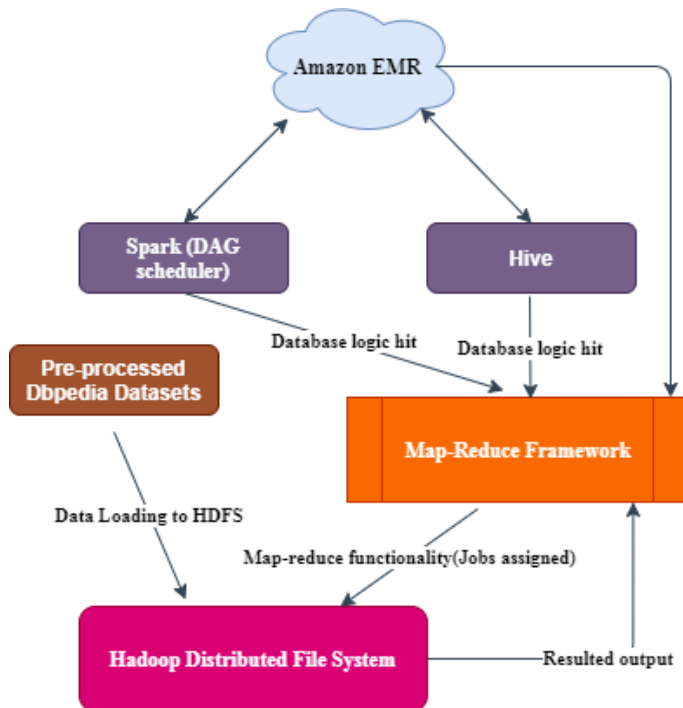 Amazon EMR
Spark (DAG
scheduler)
Hive
Database logic hit
Database logic hit
Pre-processed
Dbpedia Datasets
Map-Reduce Framework
Data Loading to HDFS
Map-reduce functionality(Jobs assigned)
Hadoop Distributed File System
Resulted output